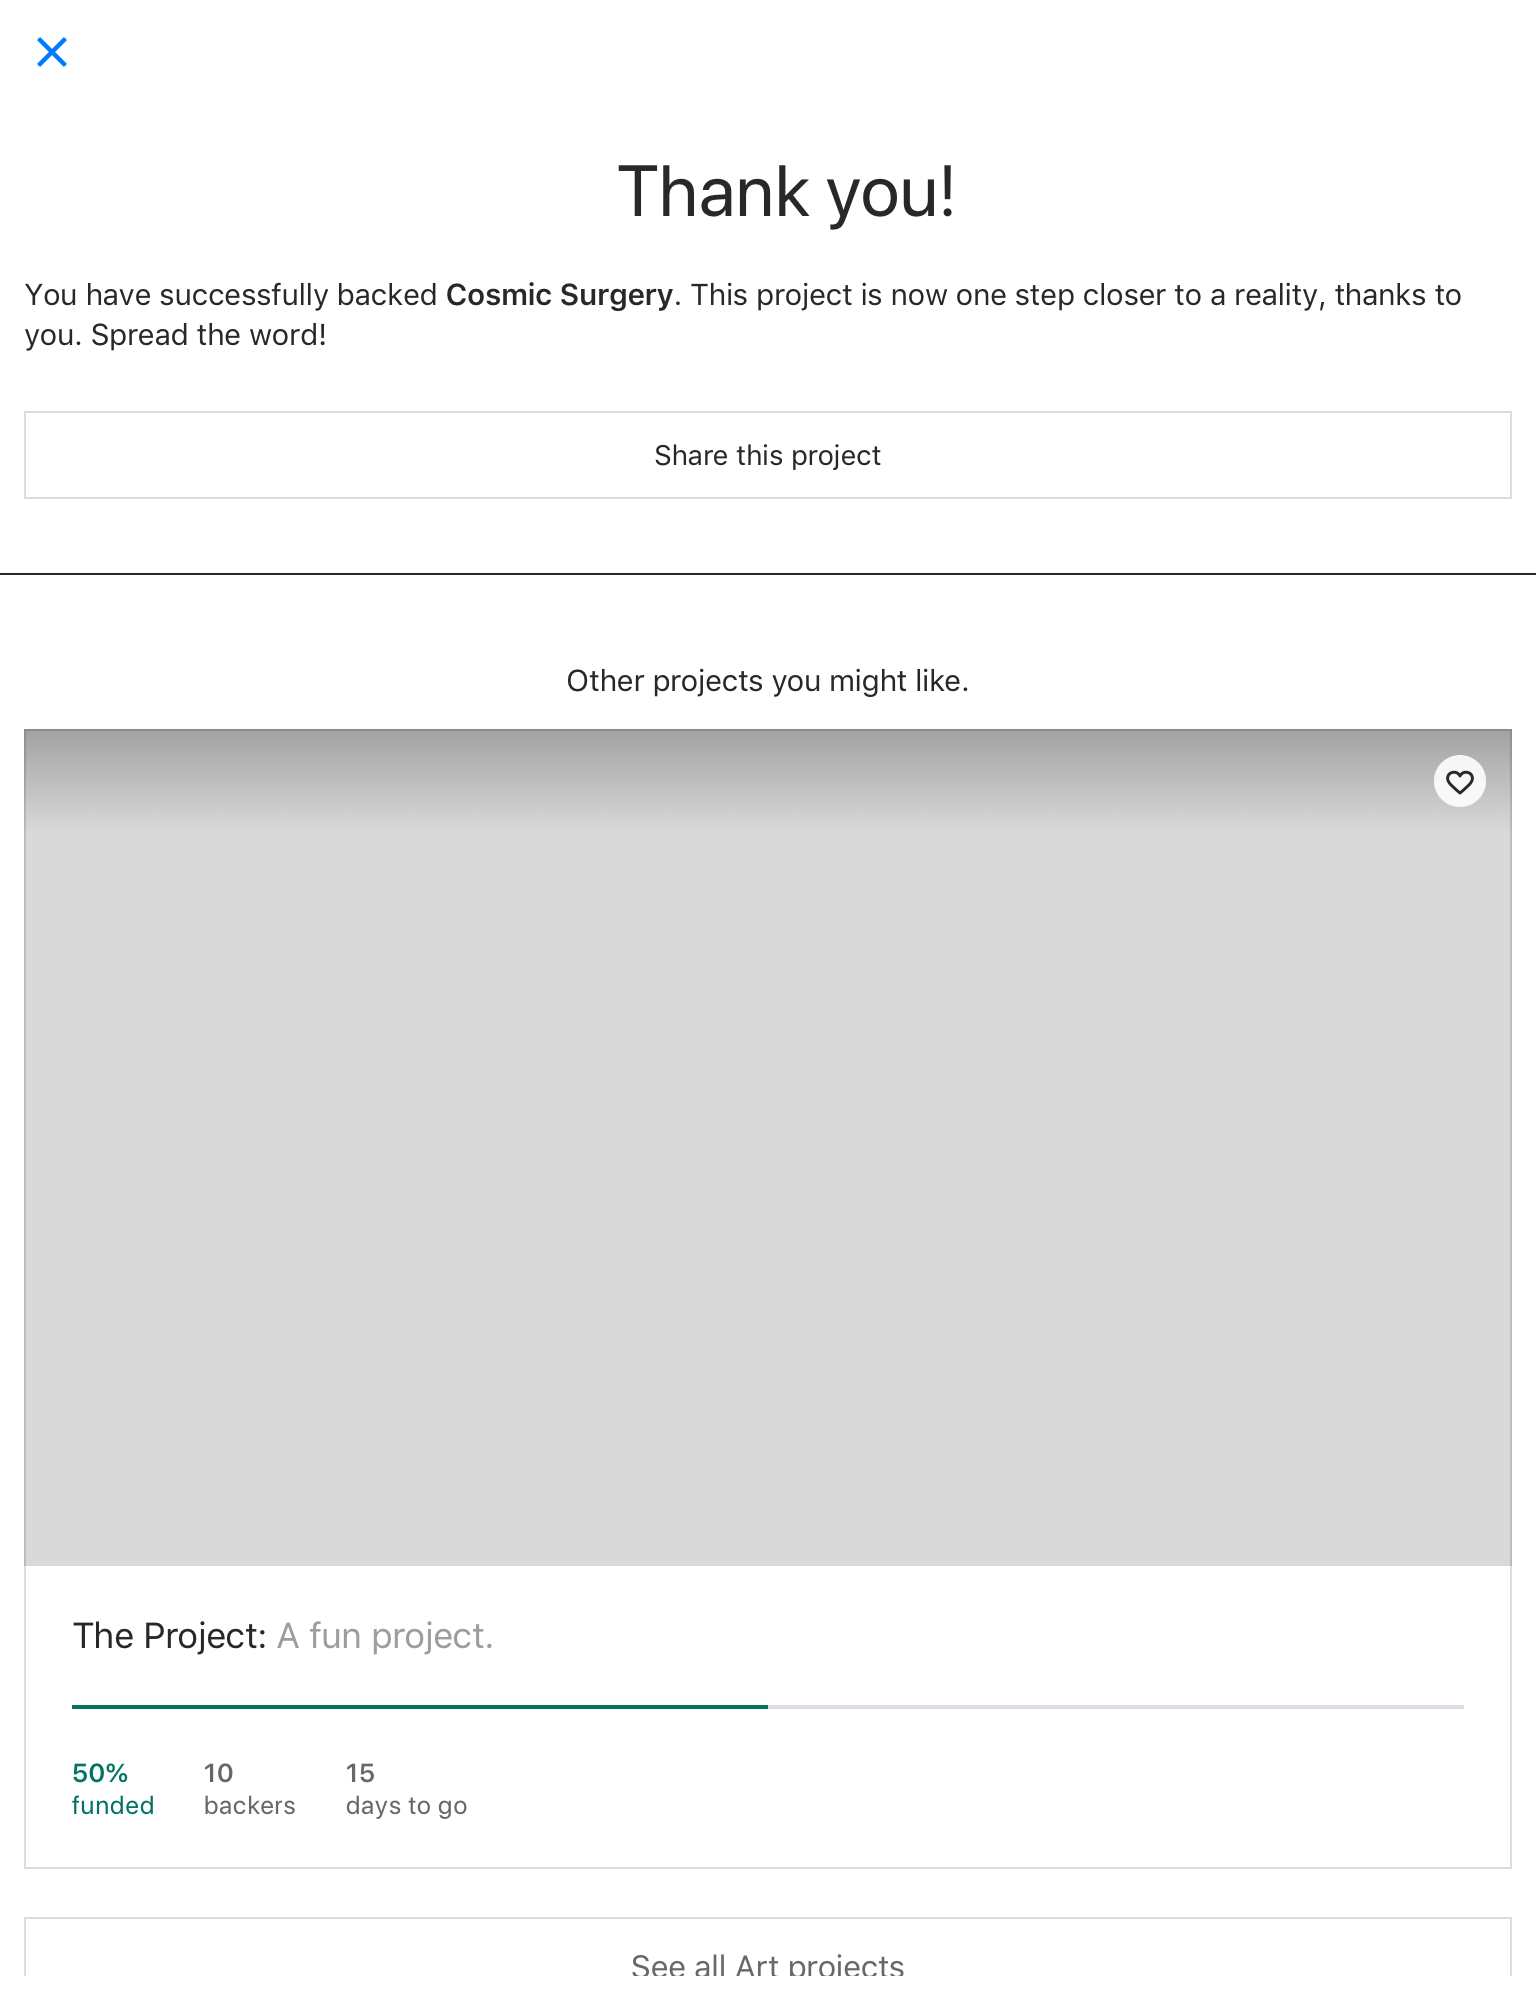 Thank you!
You have successfully backed Cosmic Surgery. This project is now one step closer to a reality, thanks to
you. Spread the word!
Share this project
Other projects you might like.
The Project: A fun project.
50%
funded
10
backers
15
days to go
See all Art projects